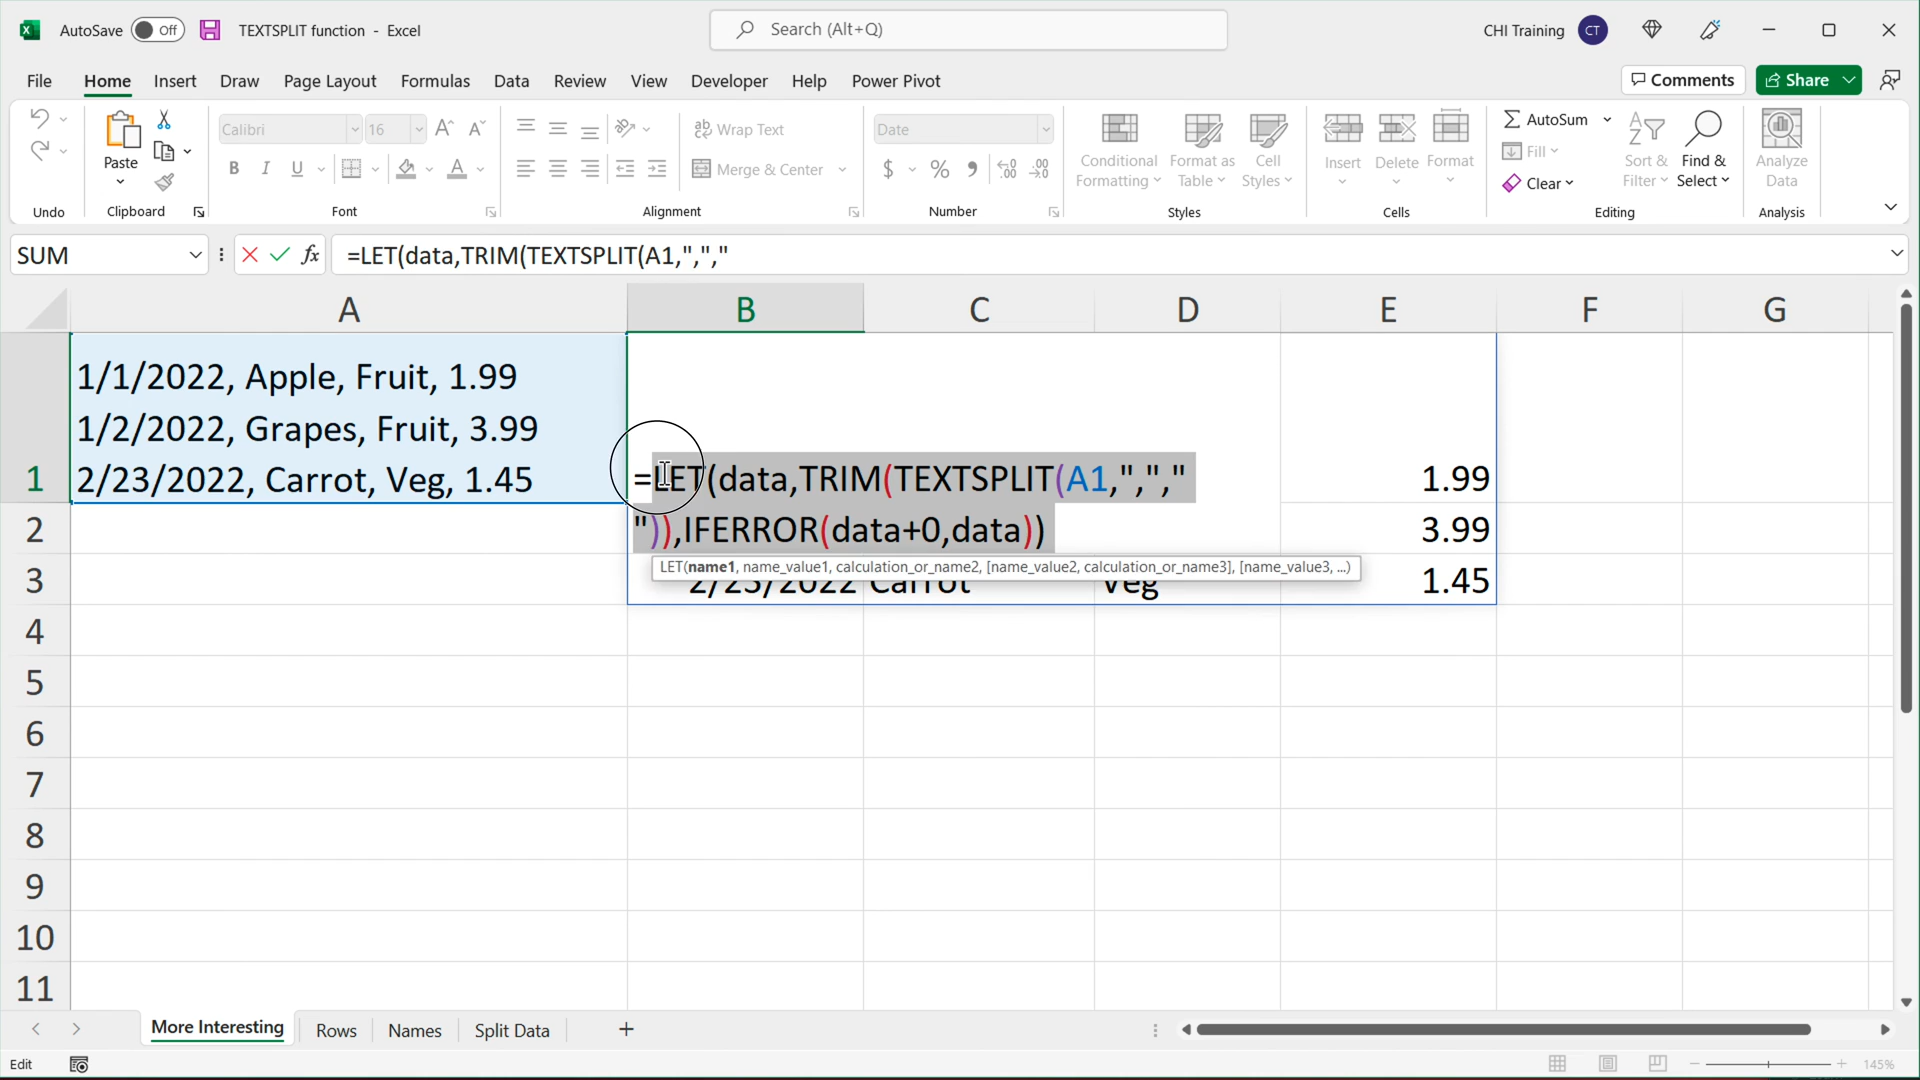 AutoSave Off TEXTSPLIT function - Excel Search (Alt+Q) CHI Training CT
File Home Insert Draw Page Layout Formulas Data Review View Developer Help Power Pivot Comments Share
Paste
Calibri 16 A^ A˅
B I U A
ab Wrap Text
Merge & Center
Date
$ % 9 .00 .00
Conditional Formatting
Format as Table
Cell Styles
Insert Delete Format
Σ AutoSum
Fill
Clear
Sort & Filter
Find & Select
Analyze Data
Undo Clipboard Font Alignment Number Styles Cells Editing Analysis
SUM fx =LET(data,TRIM(TEXTSPLIT(A1,",","
A B C D E F G
1/1/2022, Apple, Fruit, 1.99
1/2/2022, Grapes, Fruit, 3.99
1 2/23/2022, Carrot, Veg, 1.45 =LET(data,TRIM(TEXTSPLIT(A1,",","  1.99
2 ")),IFERROR(data+0,data)) 3.99
LET(name1, name_value1, calculation_or_name2, [name_value2, calculation_or_name3], [name_value3, ...)
3 2/23/2022 Carrot Veg 1.45
4
5
6
7
8
9
10
11
More Interesting Rows Names Split Data +
Edit 145%